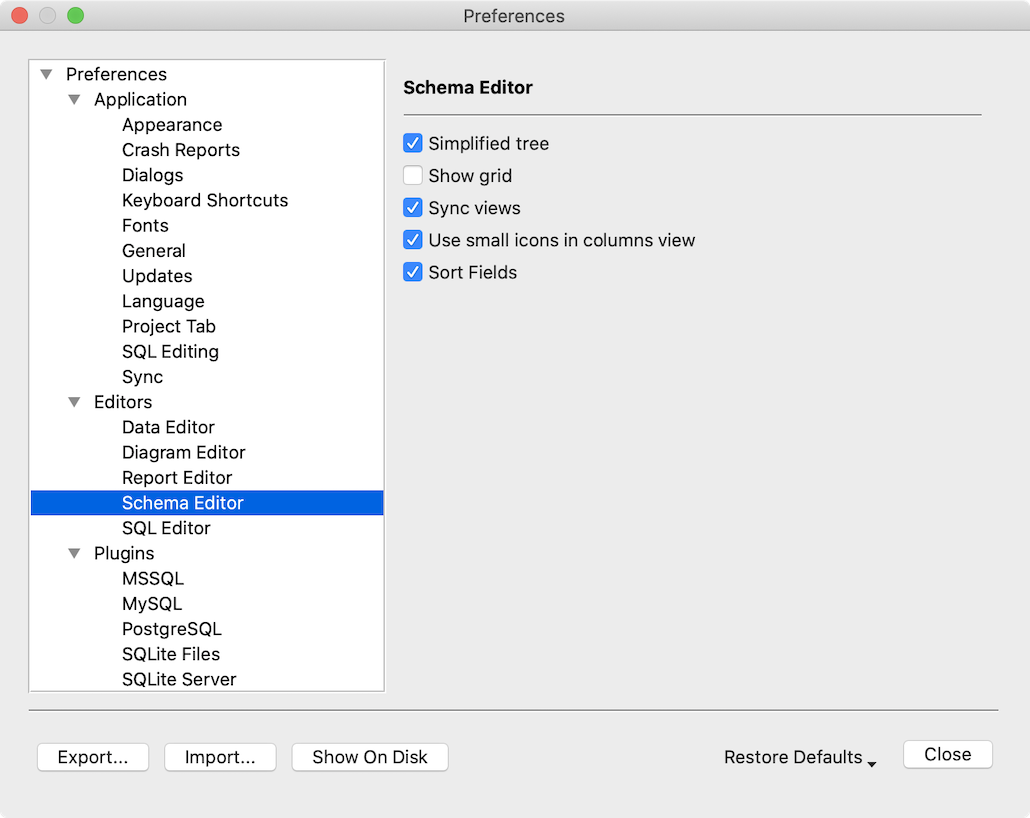 Preferences
Preferences
Application
Appearance
Crash Reports
Dialogs
Keyboard Shortcuts
Fonts
General
Updates
Language
Project Tab
SQL Editing
Sync
Editors
Data Editor
Diagram Editor
Report Editor
Schema Editor
SQL Editor
Plugins
MSSQL
MySQL
PostgreSQL
SQLite Files
SQLite Server
Schema Editor
Simplified tree
Show grid
Sync views
Use small icons in columns view
Sort Fields
Export...
Import...
Show On Disk
Restore Defaults
Close